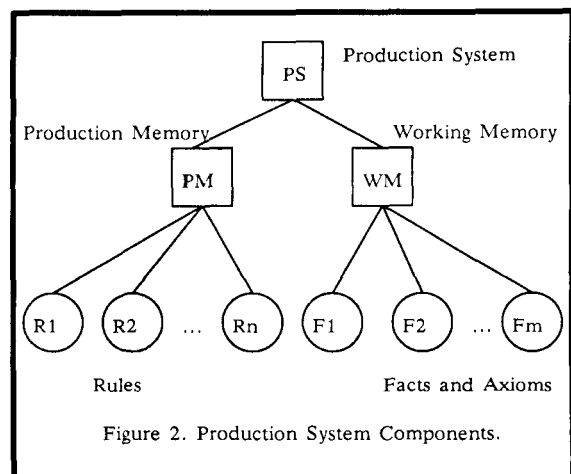 Production System
PS
Production Memory
Working Memory
PM
WM
R1 R2 ... Rn F1 F2 ... Fm
Rules Facts and Axioms
Figure 2. Production System Components.